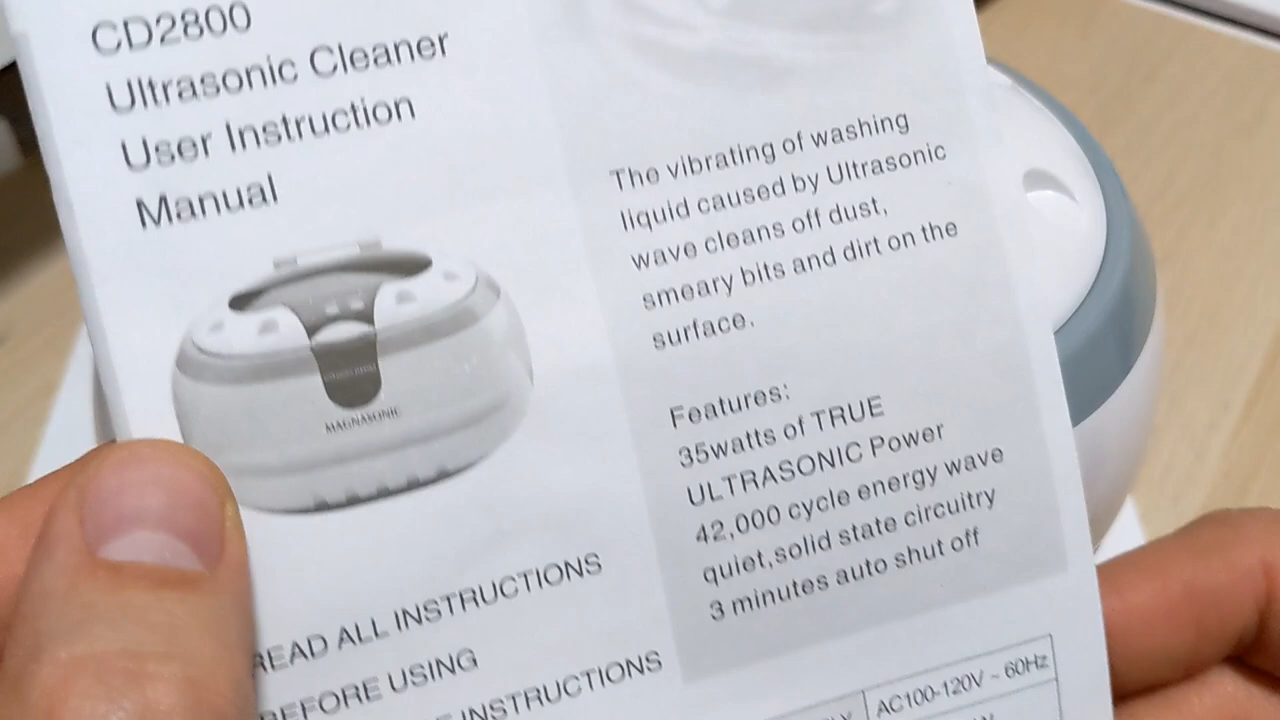 CD2800
Ultrasonic Cleaner
User Instruction
Manual
MAGNASONIC
READ ALL INSTRUCTIONS
BEFORE USING
INSTRUCTIONS
The vibrating of washing
liquid caused by Ultrasonic
wave cleans off dust,
smeary bits and dirt on the
surface.
Features:
35watts of TRUE
ULTRASONIC Power
42,000 cycle energy wave
quiet,solid state circuitry
3 minutes auto shut off
AC100-120V ~ 60Hz